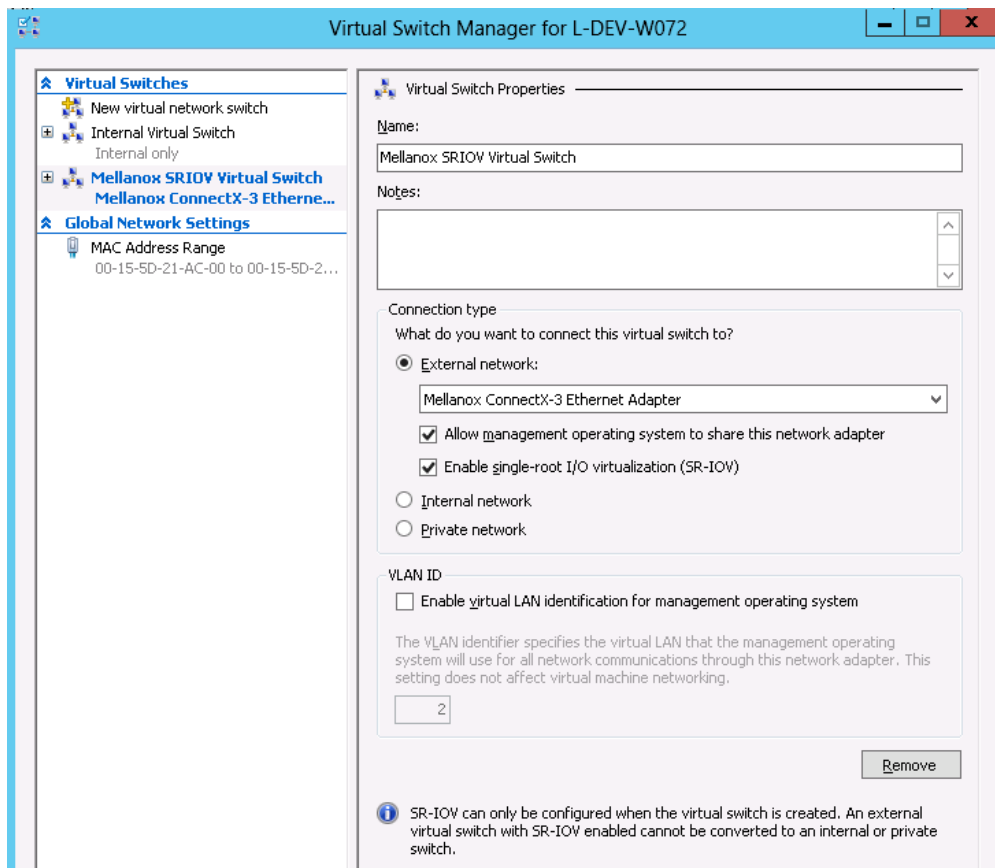 Virtual Switch Manager for L-DEV-W072
Virtual Switches
New virtual network switch
Internal Virtual Switch
Internal only
Mellanox SRIOV Virtual Switch
Mellanox ConnectX-3 Etherne...
Global Network Settings
MAC Address Range
00-15-5D-21-AC-00 to 00-15-5D-2...
Virtual Switch Properties
Name:
Mellanox SRIOV Virtual Switch
Notes:
Connection type
What do you want to connect this virtual switch to?
External network:
Mellanox ConnectX-3 Ethernet Adapter
Allow management operating system to share this network adapter
Enable single-root I/O virtualization (SR-IOV)
Internal network
Private network
VLAN ID
Enable virtual LAN identification for management operating system
The VLAN identifier specifies the virtual LAN that the management operating
system will use for all network communications through this network adapter. This
setting does not affect virtual machine networking.
2
Remove
SR-IOV can only be configured when the virtual switch is created. An external
virtual switch with SR-IOV enabled cannot be converted to an internal or private
switch.